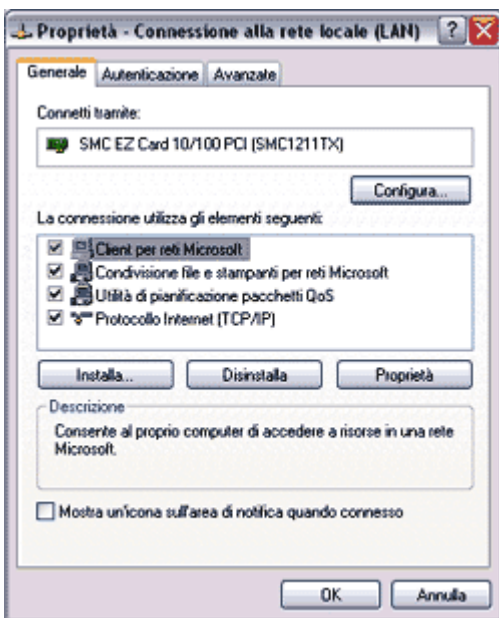 Proprietà - Connessione alla rete locale (LAN)
Generale Autenticazione Avanzate
Connetti tramite:
SMC EZ Card 10/100 PCI (SMC1211TX)
Configura...
La connessione utilizza gli elementi seguenti:
Client per reti Microsoft
Condivisione file e stampanti per reti Microsoft
Utilità di pianificazione pacchetti QoS
Protocollo Internet (TCP/IP)
Installa... Disinstalla Proprietà
Descrizione
Consente al proprio computer di accedere a risorse in una rete
Microsoft.
Mostra un'icona sull'area di notifica quando connesso
OK Annulla